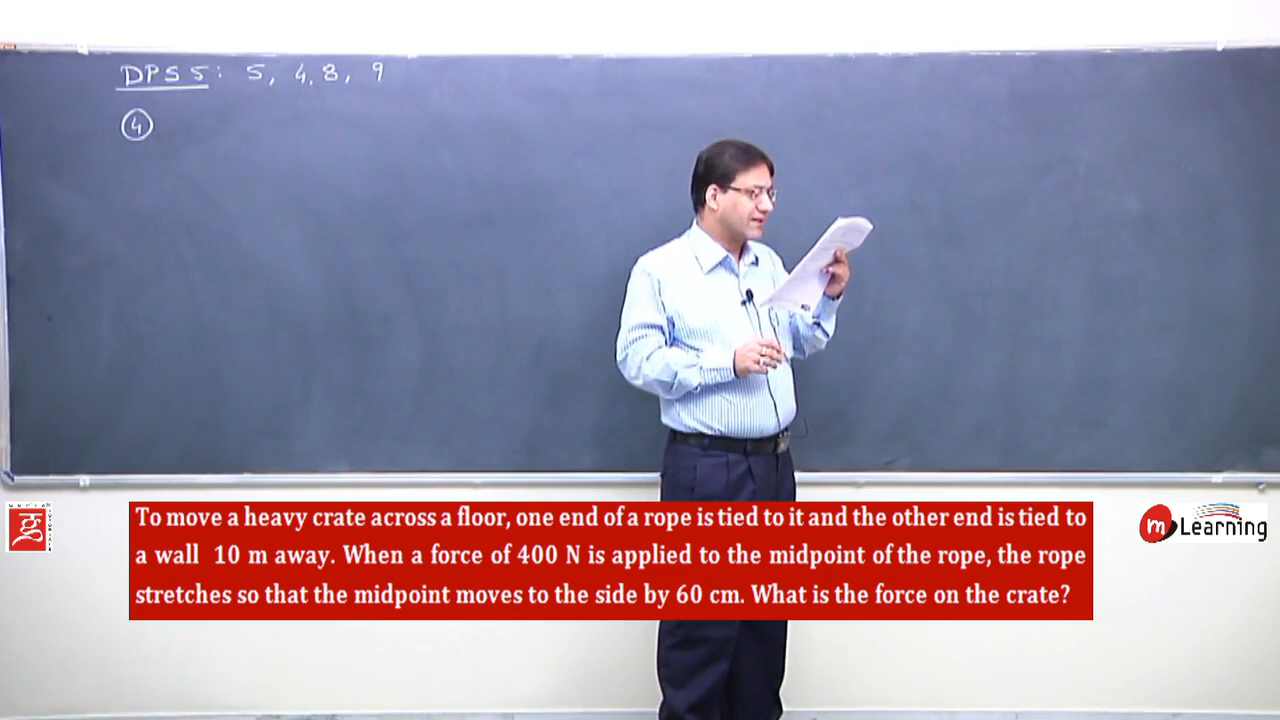 DPS 5 : 5, 4, 8, 9
4
To move a heavy crate across a floor, one end of a rope is tied to it and the other end is tied to
a wall 10 m away. When a force of 400 N is applied to the midpoint of the rope, the rope
stretches so that the midpoint moves to the side by 60 cm. What is the force on the crate?
ग
m Learning